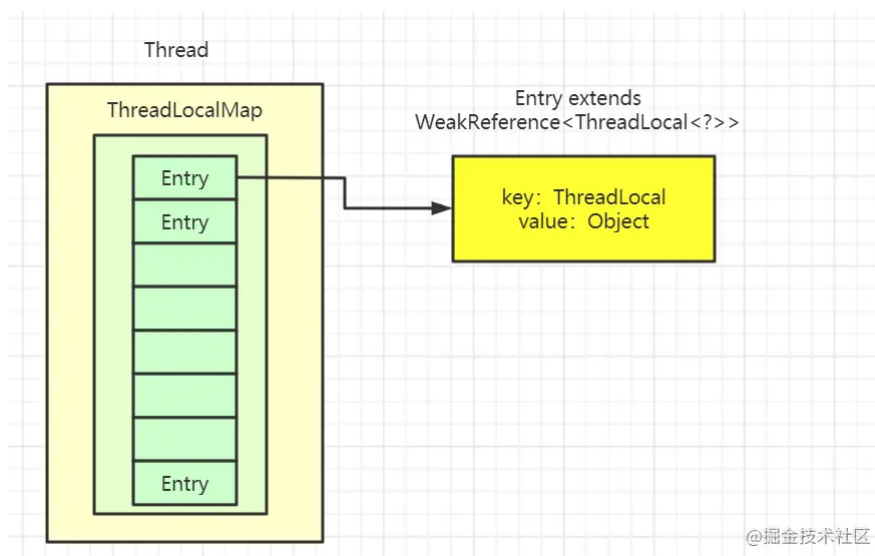 Thread
ThreadLocalMap
Entry
Entry
Entry
Entry extends
WeakReference<ThreadLocal<?>>
key：ThreadLocal
value：Object
@掘金技术社区